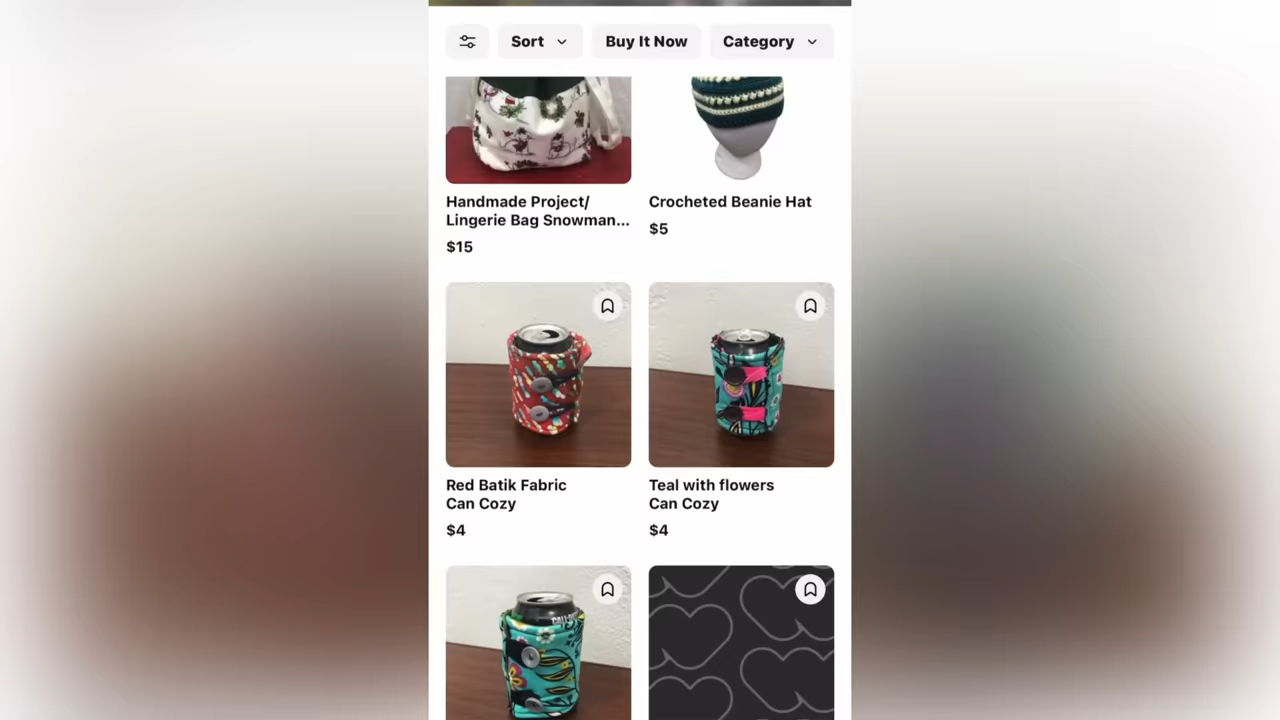 Sort
Buy It Now
Category
Handmade Project/
Lingerie Bag Snowman...
$15
Crocheted Beanie Hat
$5
Red Batik Fabric
Can Cozy
$4
Teal with flowers
Can Cozy
$4